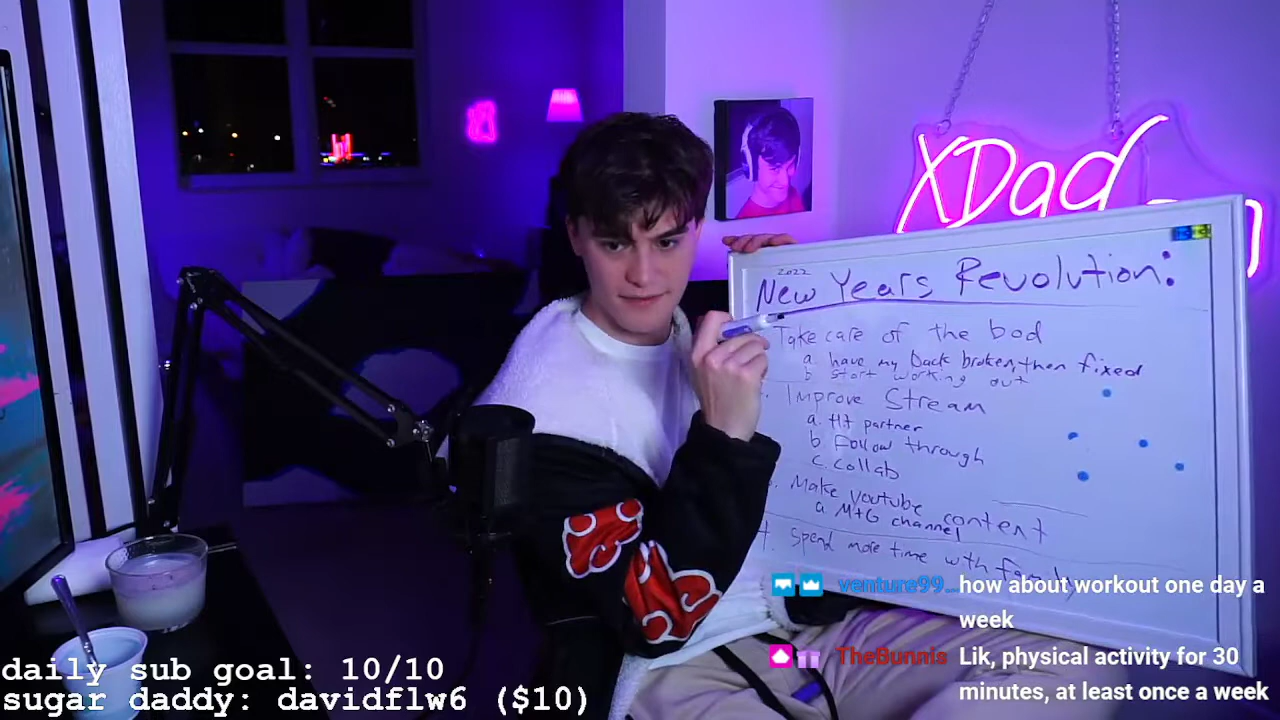 XDad_
2022
New Years Revolution:
Take care of the bod
a. have my back broken, then fixed
b start working out
Improve Stream
a. Hit partner
b Follow through
c. collab
Make youtube content
a MtG channel
4. Spend more time with family
venture99... how about workout one day a
week
TheBunnis Lik, physical activity for 30
minutes, at least once a week
daily sub goal: 10/10
sugar daddy: davidflw6 ($10)